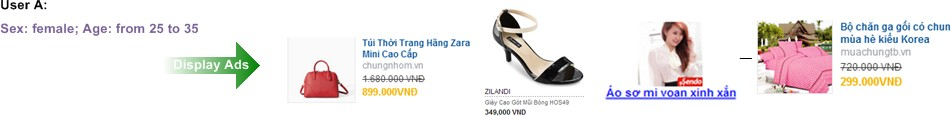 User A:
Sex: female; Age: from 25 to 35
Display Ads
Túi Thời Trang Hãng Zara
Mini Cao Cấp
chungnhom.vn
1.680.000 VNĐ
899.000VNĐ
ZILANDI
Giày Cao Gót Mũi Bóng HOS49
349,000 VNĐ
Sendo
Áo sơ mi voan xinh xắn
Bộ chăn ga gối có chun
mùa hè kiểu Korea
muachungtb.vn
720.000 VNĐ
299.000VNĐ